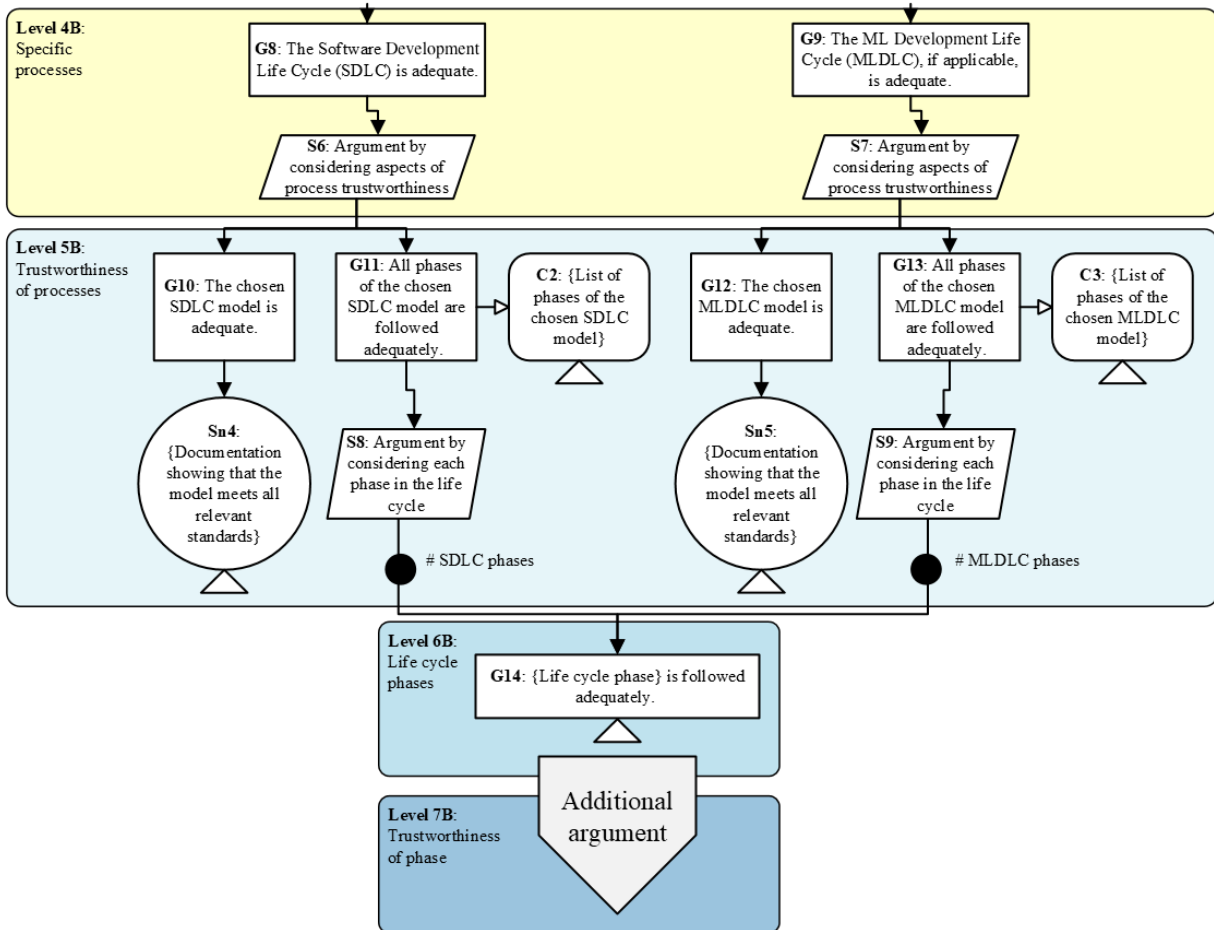 Level 4B:
Specific
processes
G8: The Software Development
Life Cycle (SDLC) is adequate.
G9: The ML Development Life
Cycle (MLDLC), if applicable,
is adequate.
S6: Argument by
considering aspects of
process trustworthiness
S7: Argument by
considering aspects of
process trustworthiness
Level 5B:
Trustworthiness
of processes
G10: The chosen
SDLC model is
adequate.
G11: All phases
of the chosen
SDLC model are
followed
adequately.
C2: {List of
phases of the
chosen SDLC
model}
G12: The chosen
MLDLC model is
adequate.
G13: All phases
of the chosen
MLDLC model
are followed
adequately.
C3: {List of
phases of the
chosen MLDLC
model}
Sn4:
{Documentation
showing that the
model meets all
relevant
standards}
S8: Argument by
considering each
phase in the life
cycle
Sn5:
{Documentation
showing that the
model meets all
relevant
standards}
S9: Argument by
considering each
phase in the life
cycle
# SDLC phases
# MLDLC phases
Level 6B:
Life cycle
phases
G14: {Life cycle phase} is followed
adequately.
Level 7B:
Trustworthiness
of phase
Additional
argument